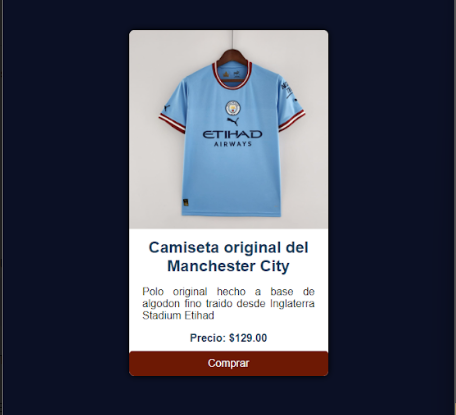 ETIHAD
AIRWAYS
Camiseta original del
Manchester City
Polo original hecho a base de
algodon fino traido desde Inglaterra
Stadium Etihad
Precio: $129.00
Comprar